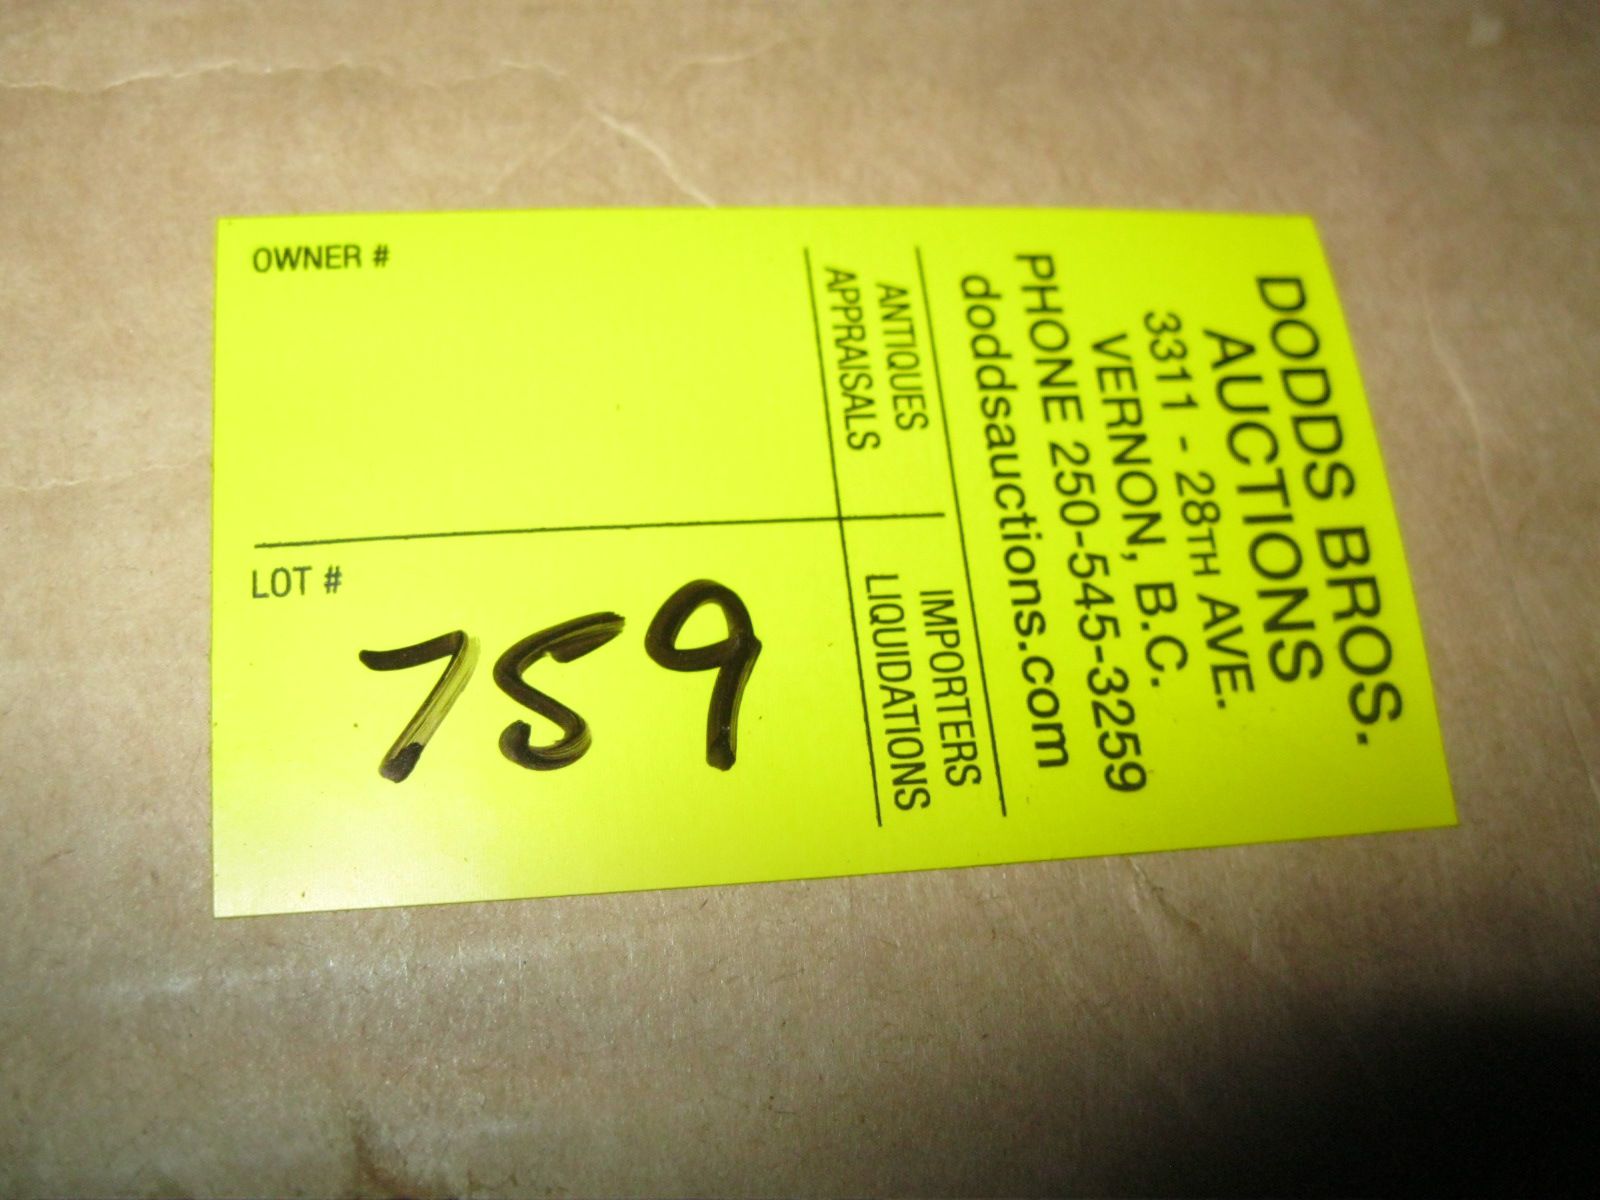 DODDS BROS.
AUCTIONS
3311 - 28TH AVE.
VERNON, B.C.
PHONE 250-545-3259
doddsauctions.com
ANTIQUES
APPRAISALS
IMPORTERS
LIQUIDATIONS
OWNER #
LOT #
759